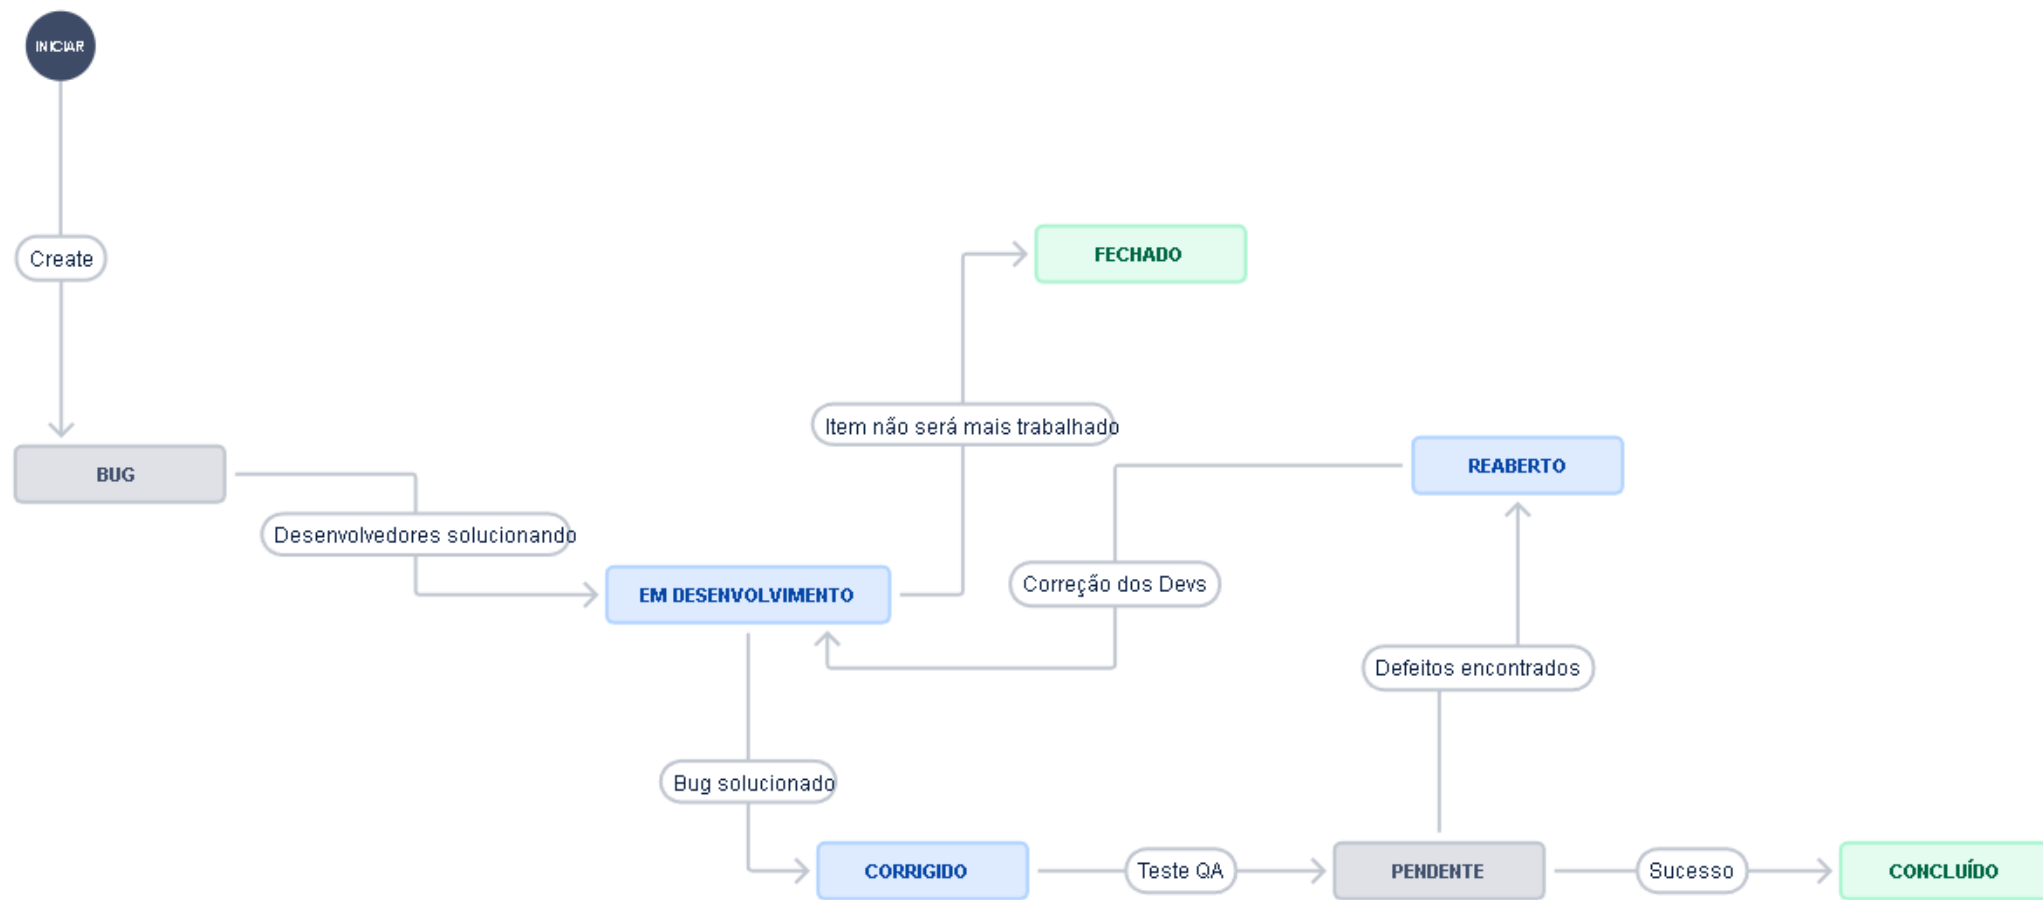 INICIAR
Create
FECHADO
Item não será mais trabalhado
REABERTO
BUG
Desenvolvedores solucionando
Correção dos Devs
EM DESENVOLVIMENTO
Defeitos encontrados
Bug solucionado
CORRIGIDO
Teste QA
PENDENTE
Sucesso
CONCLUÍDO